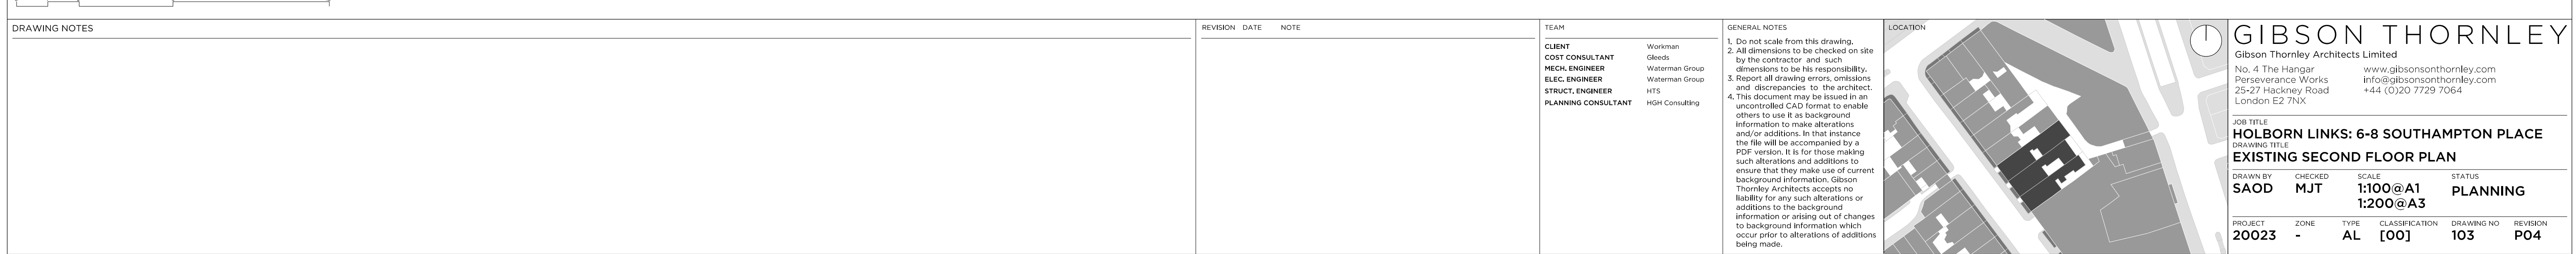 DRAWING NOTES
REVISION DATE NOTE
TEAM
CLIENT Workman
COST CONSULTANT Gleeds
MECH. ENGINEER Waterman Group
ELEC. ENGINEER Waterman Group
STRUCT. ENGINEER HTS
PLANNING CONSULTANT HGH Consulting
GENERAL NOTES
1. Do not scale from this drawing.
2. All dimensions to be checked on site
by the contractor and such
dimensions to be his responsibility.
3. Report all drawing errors, omissions
and discrepancies to the architect.
4. This document may be issued in an
uncontrolled CAD format to enable
others to use it as background
information to make alterations
and/or additions. In that instance
the file will be accompanied by a
PDF version. It is for those making
such alterations and additions to
ensure that they make use of current
background information. Gibson
Thornley Architects accepts no
liability for any such alterations or
additions to the background
information or arising out of changes
to background information which
occur prior to alterations of additions
being made.
LOCATION
GIBSON THORNLEY
Gibson Thornley Architects Limited
No. 4 The Hangar www.gibsonsonthornley.com
Perseverance Works info@gibsonsonthornley.com
25-27 Hackney Road +44 (0)20 7729 7064
London E2 7NX
JOB TITLE
HOLBORN LINKS: 6-8 SOUTHAMPTON PLACE
DRAWING TITLE
EXISTING SECOND FLOOR PLAN
DRAWN BY CHECKED SCALE STATUS
SAOD MJT 1:100@A1 PLANNING
1:200@A3
PROJECT ZONE TYPE CLASSIFICATION DRAWING NO REVISION
20023 - AL [00] 103 P04